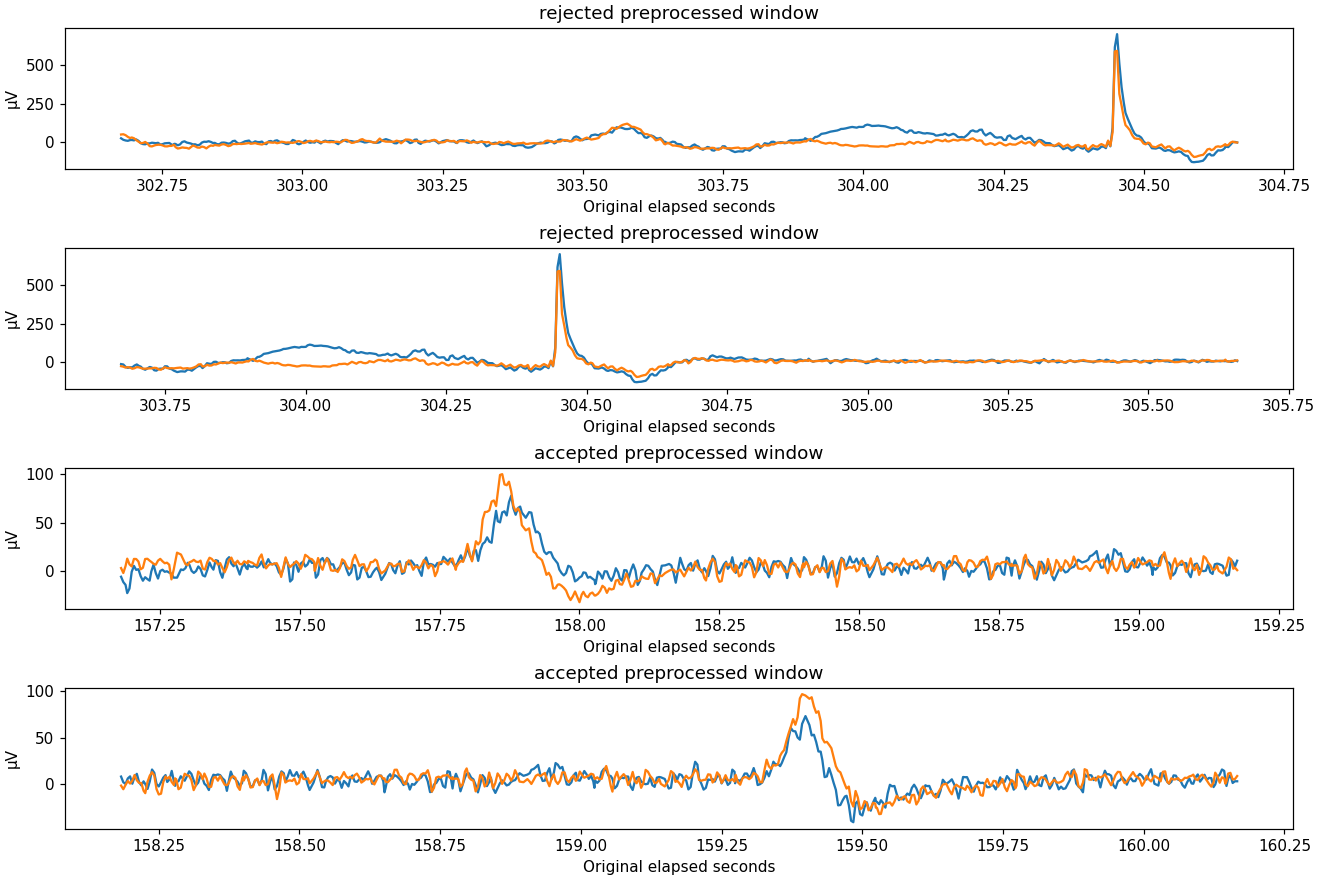 rejected preprocessed window
500
250
0
µV
302.75 303.00 303.25 303.50 303.75 304.00 304.25 304.50 304.75
Original elapsed seconds
rejected preprocessed window
500
250
0
µV
303.75 304.00 304.25 304.50 304.75 305.00 305.25 305.50 305.75
Original elapsed seconds
accepted preprocessed window
100
50
0
µV
157.25 157.50 157.75 158.00 158.25 158.50 158.75 159.00 159.25
Original elapsed seconds
accepted preprocessed window
100
50
0
µV
158.25 158.50 158.75 159.00 159.25 159.50 159.75 160.00 160.25
Original elapsed seconds